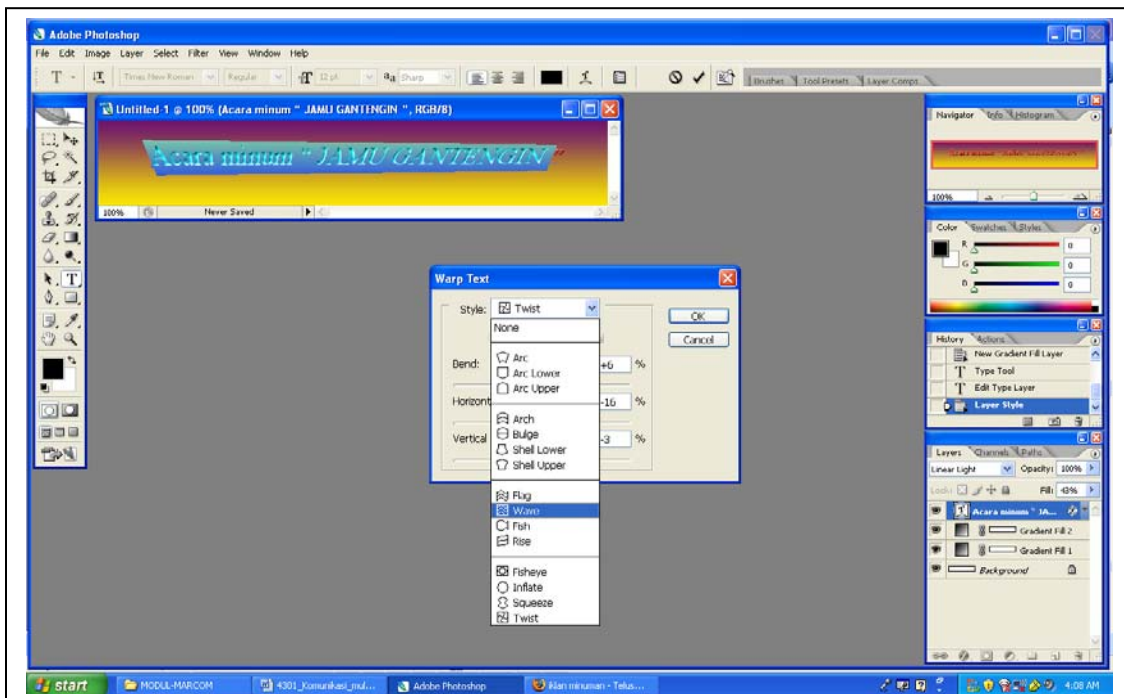 Adobe Photoshop
File Edit Image Layer Select Filter View Window Help
T Times New Roman Regular T 12 pt aa Sharp Brushes Tool Presets Layer Comps
Untitled-1 @ 100% (Acara minum " JAMU GANTENGIN ", RGB/8)
Acara minum " JAMU GANTENGIN "
100% Never Saved
Navigator Info Histogram
100%
Color Swatches Styles
R 0
G 0
B 0
Warp Text
Style: Twist
None
Arc
Arc Lower
Arc Upper
Arch
Bulge
Shell Lower
Shell Upper
Flag
Wave
Fish
Rise
Fisheye
Inflate
Squeeze
Twist
OK
Cancel
Bend: +6 %
Horizont -16 %
Vertical -3 %
History Actions
New Gradient Fill Layer
Type Tool
Edit Type Layer
Layer Style
Layers Channels Paths
Linear Light Opacity: 100%
Lock: Fill: 43%
Acara minum " JA...
Gradient Fill 2
Gradient Fill 1
Background
start MODUL-MARCOM 4301_Komunikasi_mul... Adobe Photoshop iklan minuman - Telus... 4:08 AM